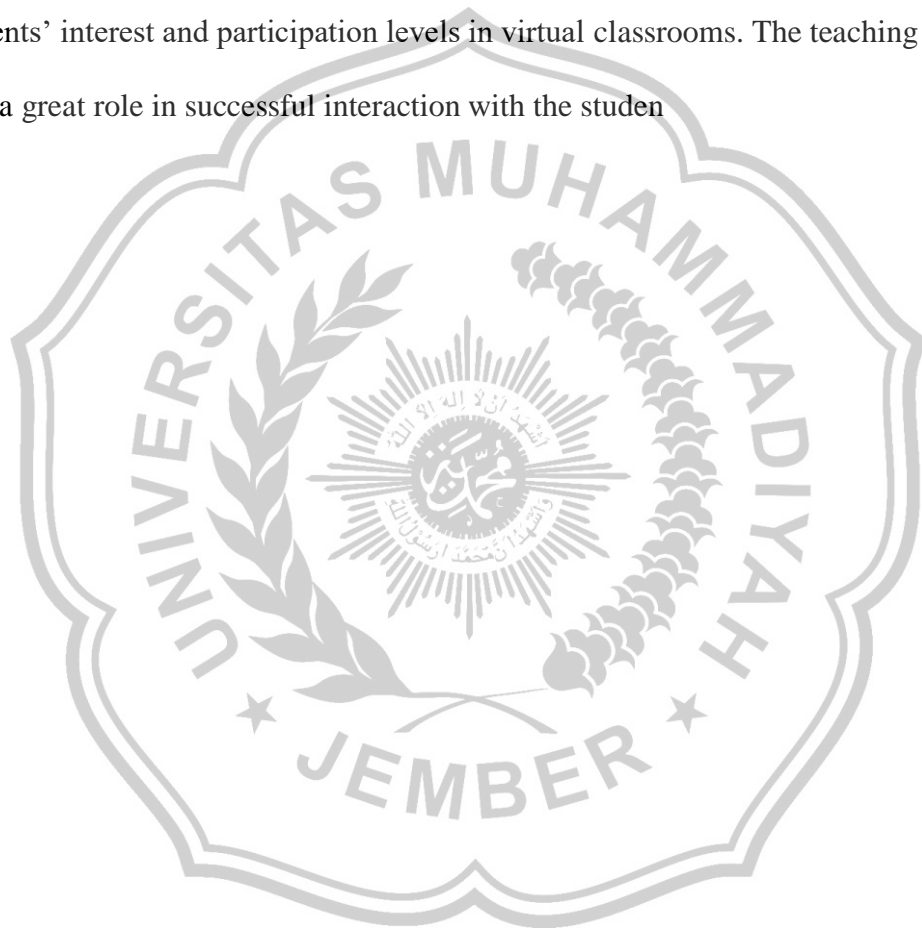 ents’ interest and participation levels in virtual classrooms. The teaching
a great role in successful interaction with the studen
UNIVERSITAS MUHAMMADIYAH
JEMBER